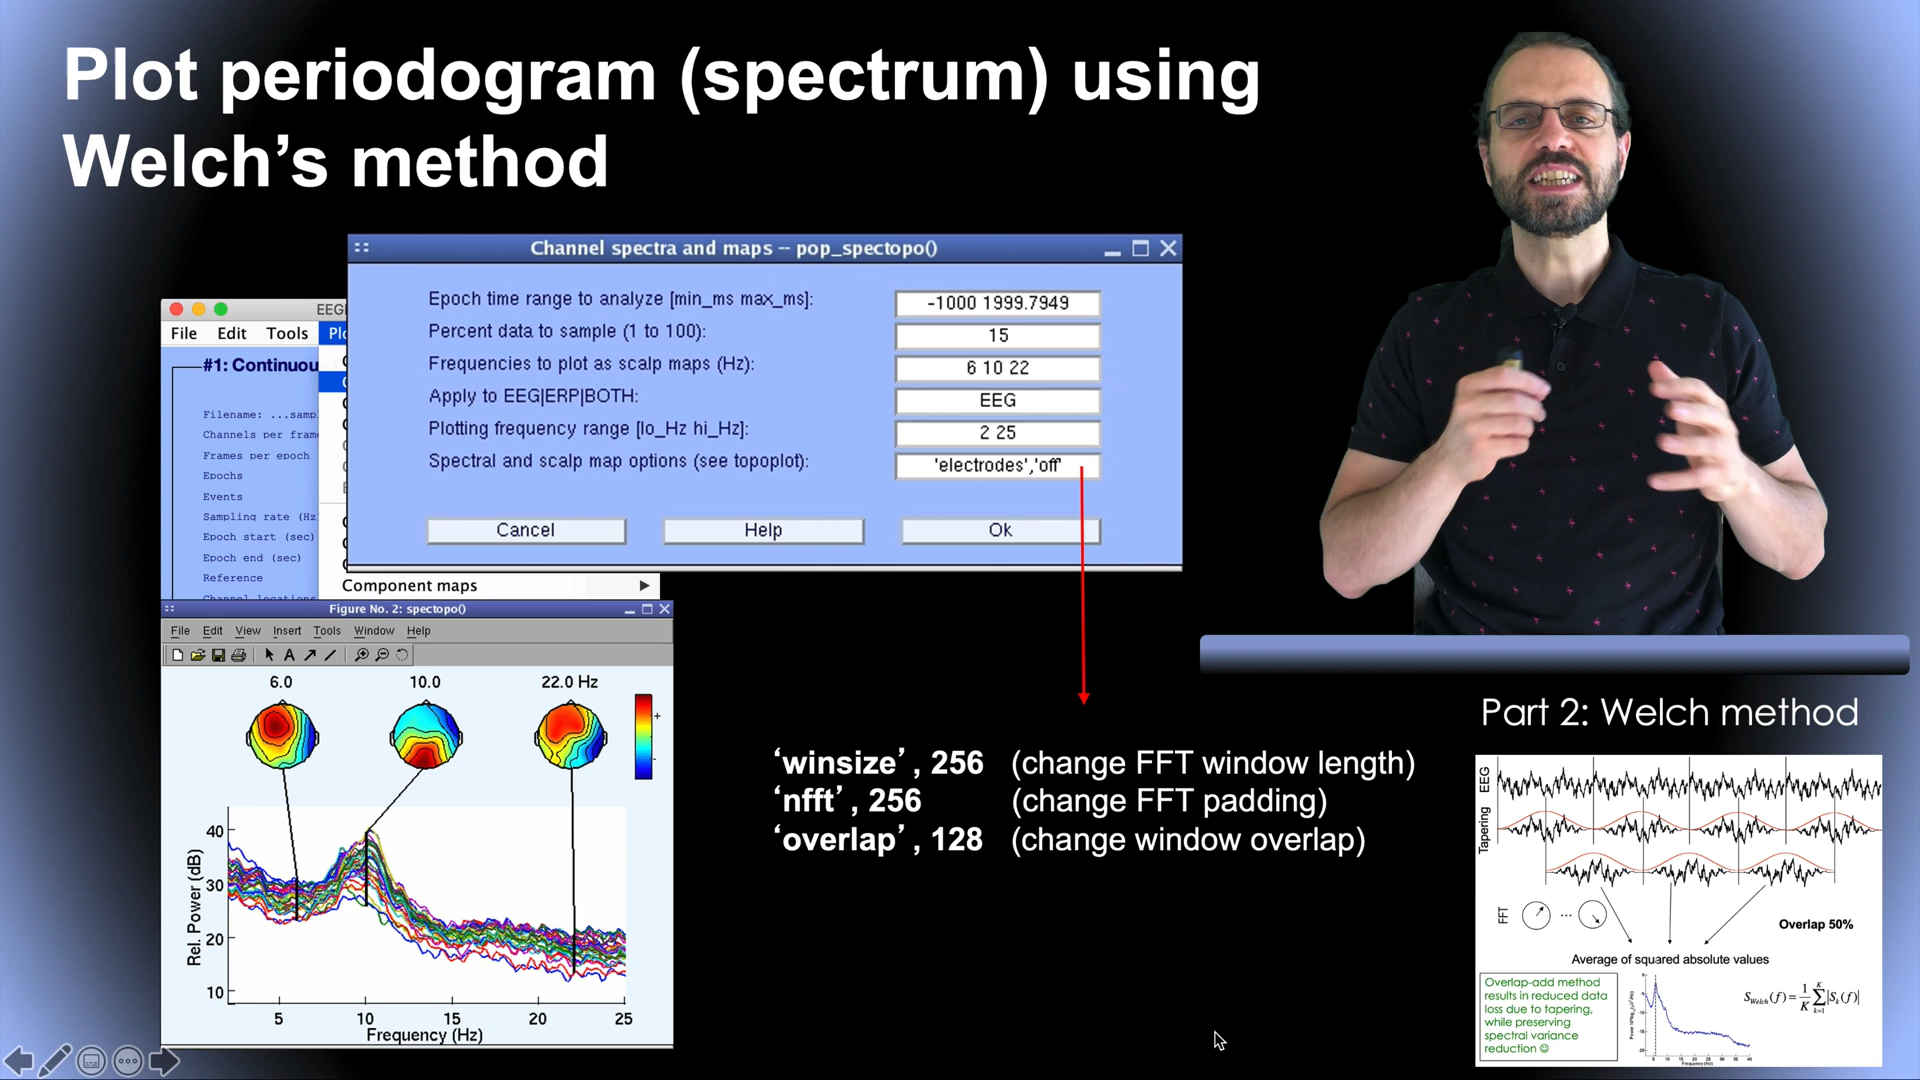 Plot periodogram (spectrum) using
Welch's method
Channel spectra and maps -- pop_spectopo()
Epoch time range to analyze [min_ms max_ms]: -1000 1999.7949
Percent data to sample (1 to 100): 15
Frequencies to plot as scalp maps (Hz): 6 10 22
Apply to EEG|ERP|BOTH: EEG
Plotting frequency range [lo_Hz hi_Hz]: 2 25
Spectral and scalp map options (see topoplot): 'electrodes','off'
Cancel Help Ok
File Edit Tools
#1: Continuou
Filename: ...samp
Channels per fram
Frames per epoch
Epochs
Events
Sampling rate (Hz
Epoch start (sec)
Epoch end (sec)
Reference
Channel locations
Component maps
Figure No. 2: spectopo()
File Edit View Insert Tools Window Help
6.0 10.0 22.0 Hz
+
-
40
30
20
10
Rel. Power (dB)
5 10 15 20 25
Frequency (Hz)
‘winsize’, 256 (change FFT window length)
‘nfft’, 256 (change FFT padding)
‘overlap’, 128 (change window overlap)
Part 2: Welch method
EEG
Tapering
FFT
...
Overlap 50%
Average of squared absolute values
Overlap-add method
results in reduced data
loss due to tapering,
while preserving
spectral variance
reduction ☺
S_Welch(f) = 1/K ∑ k=1 K |S_k(f)|
Frequency (Hz)